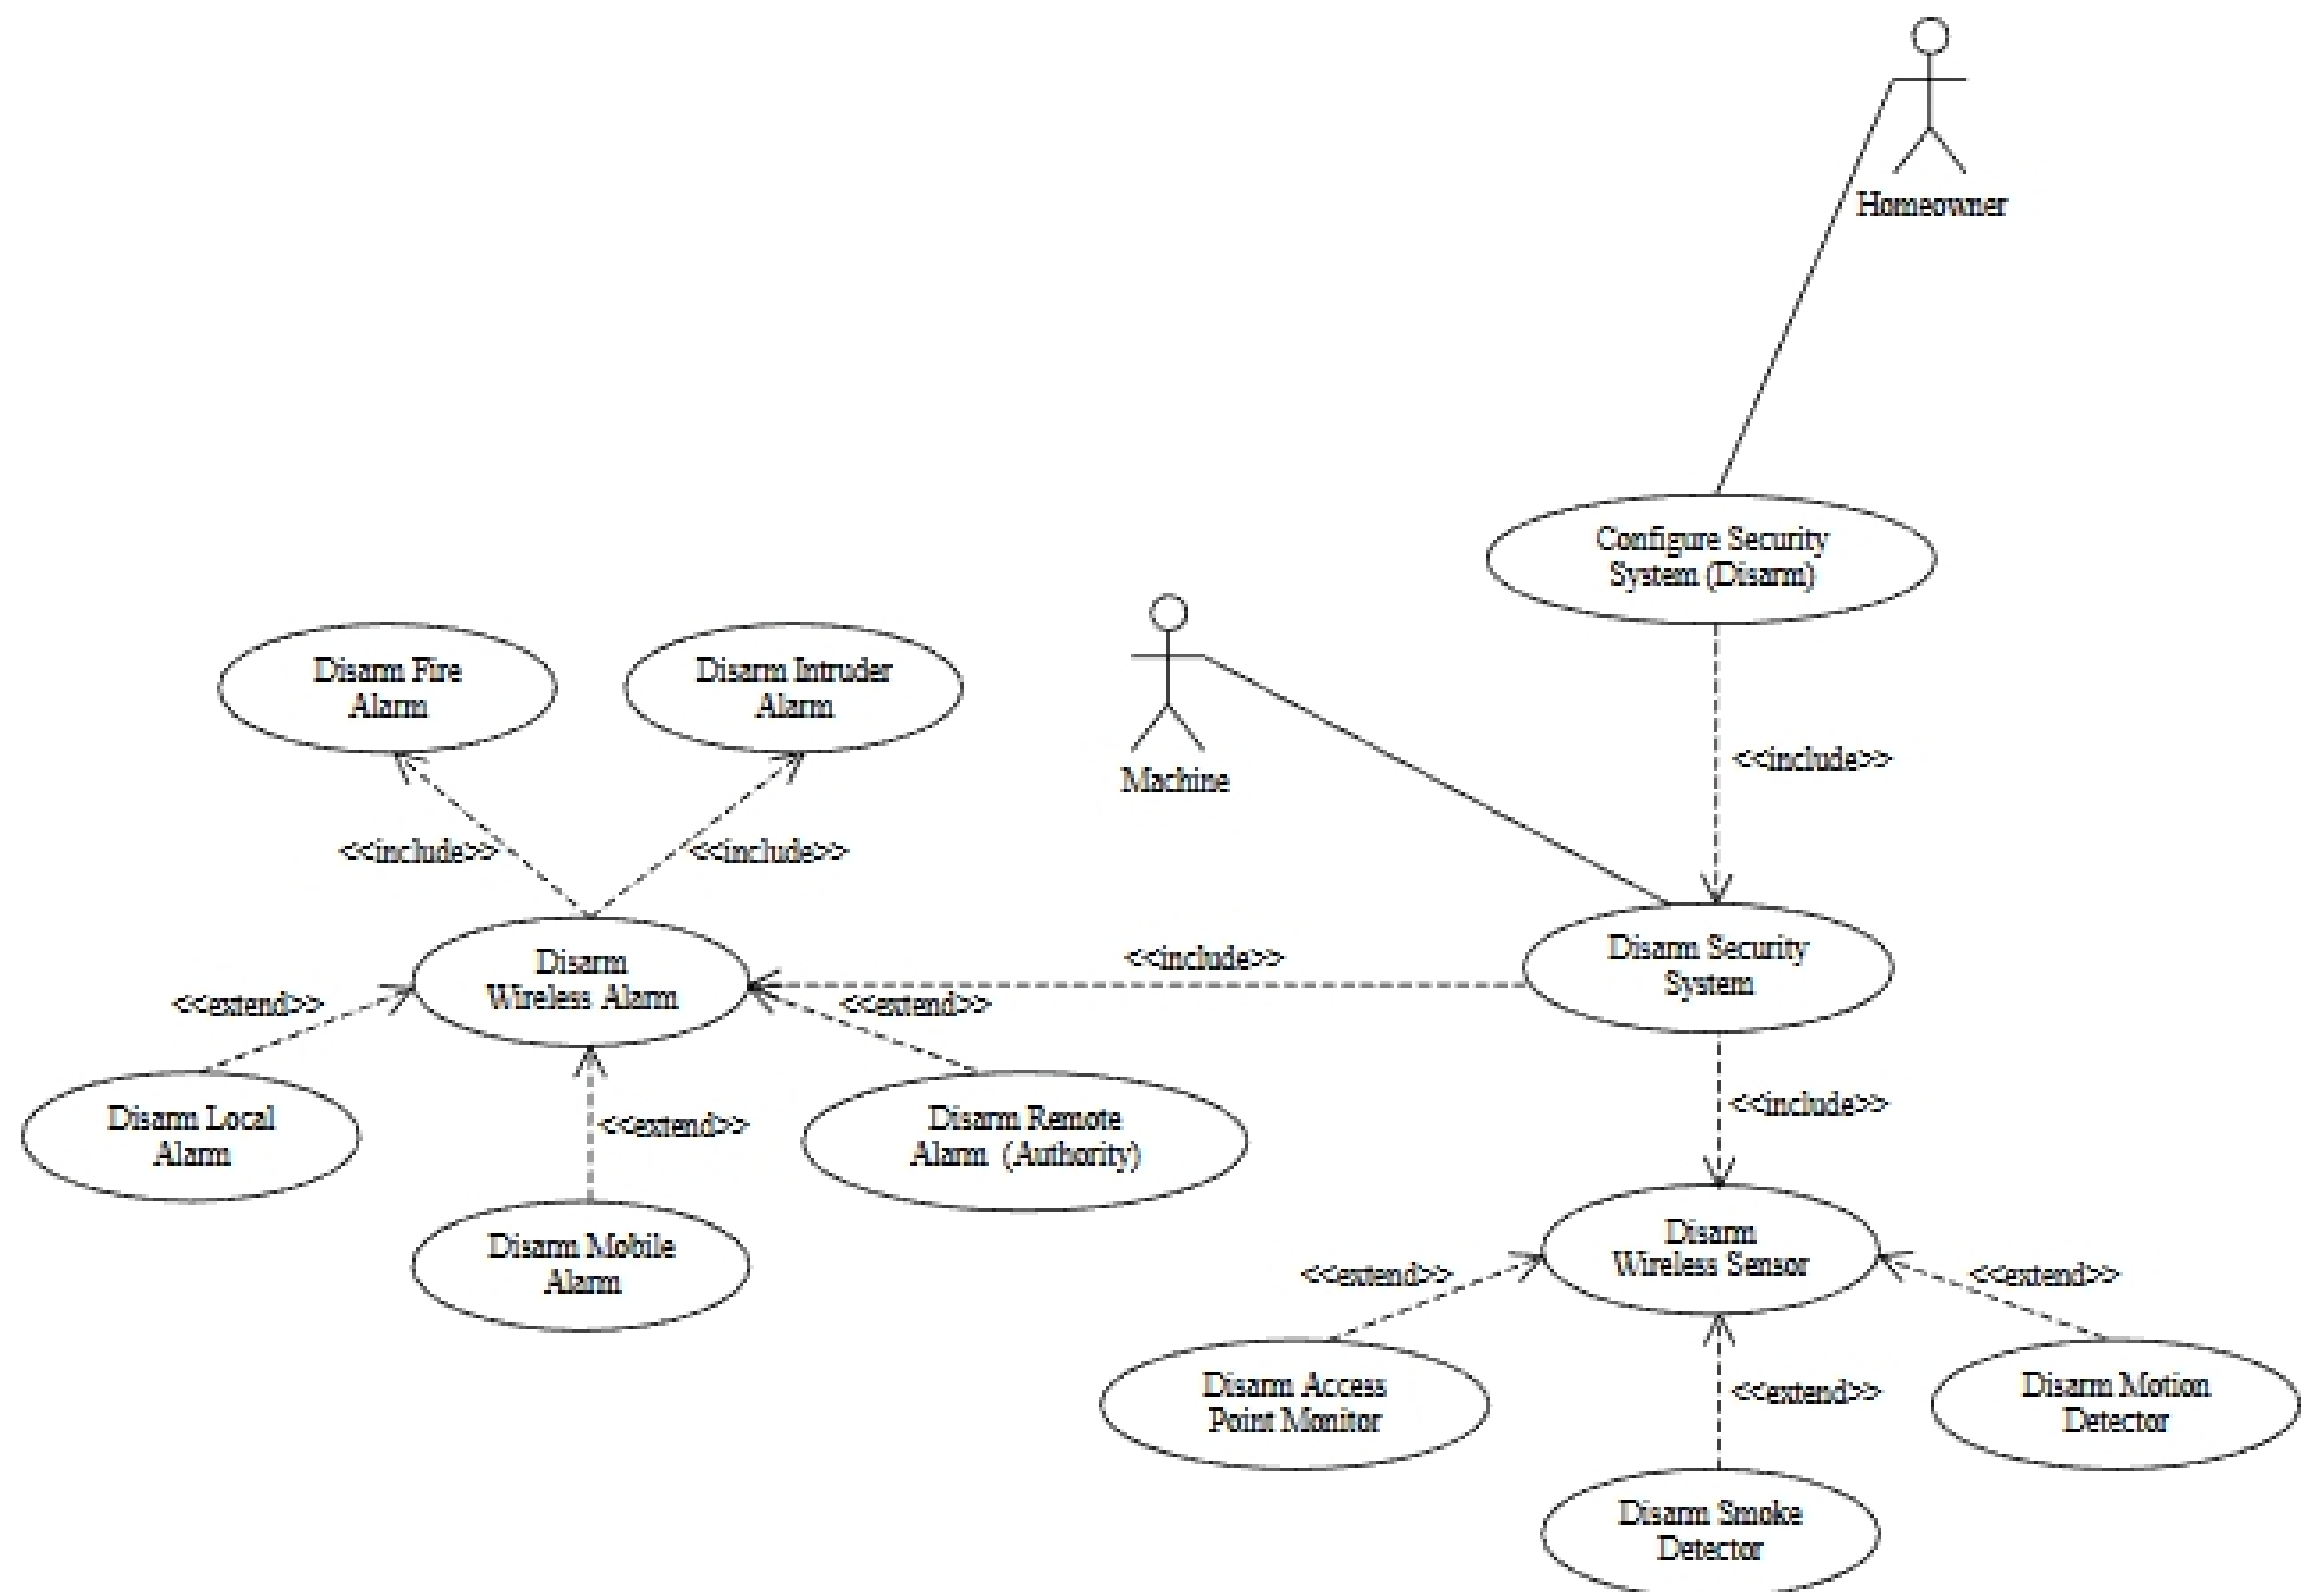 Homeowner
Configure Security
System (Disarm)
Machine
Disarm Fire
Alarm
Disarm Intruder
Alarm
<<include>>
<<include>>
<<include>>
Disarm
Wireless Alarm
<<include>>
Disarm Security
System
<<extend>>
<<extend>>
Disarm Local
Alarm
<<extend>>
Disarm Remote
Alarm (Authority)
<<include>>
Disarm Mobile
Alarm
Disarm
Wireless Sensor
<<extend>>
<<extend>>
Disarm Access
Point Monitor
<<extend>>
Disarm Motion
Detector
Disarm Smoke
Detector